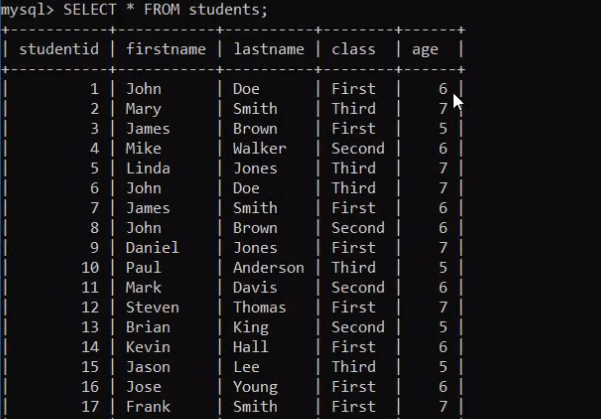 mysql> SELECT * FROM students;
+-----------+-----------+----------+--------+------+
| studentid | firstname | lastname | class | age |
+-----------+-----------+----------+--------+------+
| 1 | John | Doe | First | 6 |
| 2 | Mary | Smith | Third | 7 |
| 3 | James | Brown | First | 5 |
| 4 | Mike | Walker | Second | 6 |
| 5 | Linda | Jones | Third | 7 |
| 6 | John | Doe | Third | 7 |
| 7 | James | Smith | First | 6 |
| 8 | John | Brown | Second | 6 |
| 9 | Daniel | Jones | First | 7 |
| 10 | Paul | Anderson | Third | 5 |
| 11 | Mark | Davis | Second | 6 |
| 12 | Steven | Thomas | First | 7 |
| 13 | Brian | King | Second | 5 |
| 14 | Kevin | Hall | First | 6 |
| 15 | Jason | Lee | Third | 5 |
| 16 | Jose | Young | First | 6 |
| 17 | Frank | Smith | First | 7 |